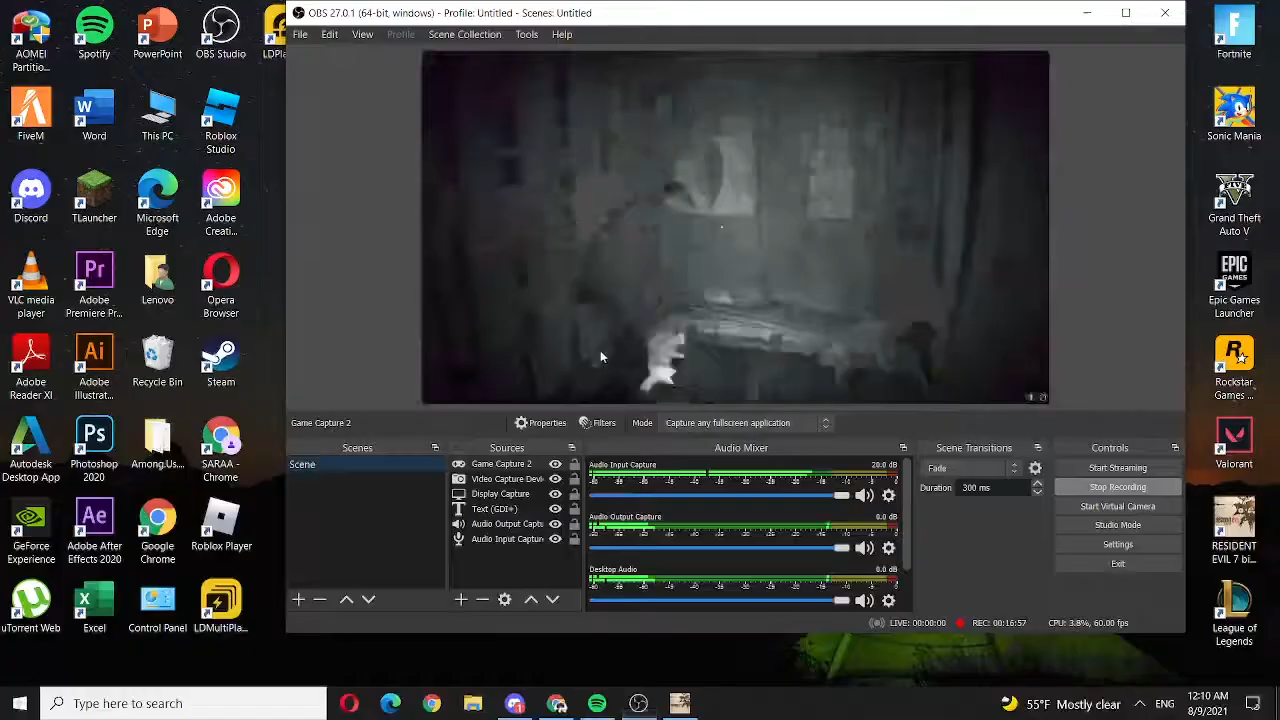 OBS 27.0.1 (64-bit, windows) - Profile: Untitled - Scenes: Untitled
File Edit View Profile Scene Collection Tools Help
AOMEI
Partitio...
Spotify
PowerPoint
OBS Studio
LDPla
FiveM
Word
This PC
Roblox
Studio
Discord
TLauncher
Microsoft
Edge
Adobe
Creati...
VLC media
player
Adobe
Premiere Pr...
Lenovo
Opera
Browser
Adobe
Reader XI
Adobe
Illustrat...
Recycle Bin
Steam
Autodesk
Desktop App
Photoshop
Among.Us...
SARAA -
Chrome
GeForce
Experience
Adobe After
Effects 2020
Google
Chrome
Roblox Player
uTorrent Web
Excel
Control Panel
LDMultiPla...
Fortnite
Sonic Mania
Grand Theft
Auto V
EPIC
GAMES
Epic Games
Launcher
Rockstar
Games ...
Valorant
RESIDENT
EVIL 7 biohaz...
League of
Legends
Game Capture 2
Properties
Filters
Mode
Capture any fullscreen application
Scenes
Scene
Sources
Game Capture 2
Video Capture Devi
Display Capture
Text (GDI+)
Audio Output Captu
Audio Input Capture
Audio Mixer
Audio Input Capture 20.0 dB
Audio Output Capture 0.0 dB
Desktop Audio 0.0 dB
Scene Transitions
Fade
Duration 300 ms
Controls
Start Streaming
Stop Recording
Start Virtual Camera
Studio Mode
Settings
Exit
LIVE: 00:00:00 REC: 00:16:57 CPU: 3.8%, 60.00 fps
Type here to search
55°F Mostly clear
ENG
12:10 AM
8/9/2021